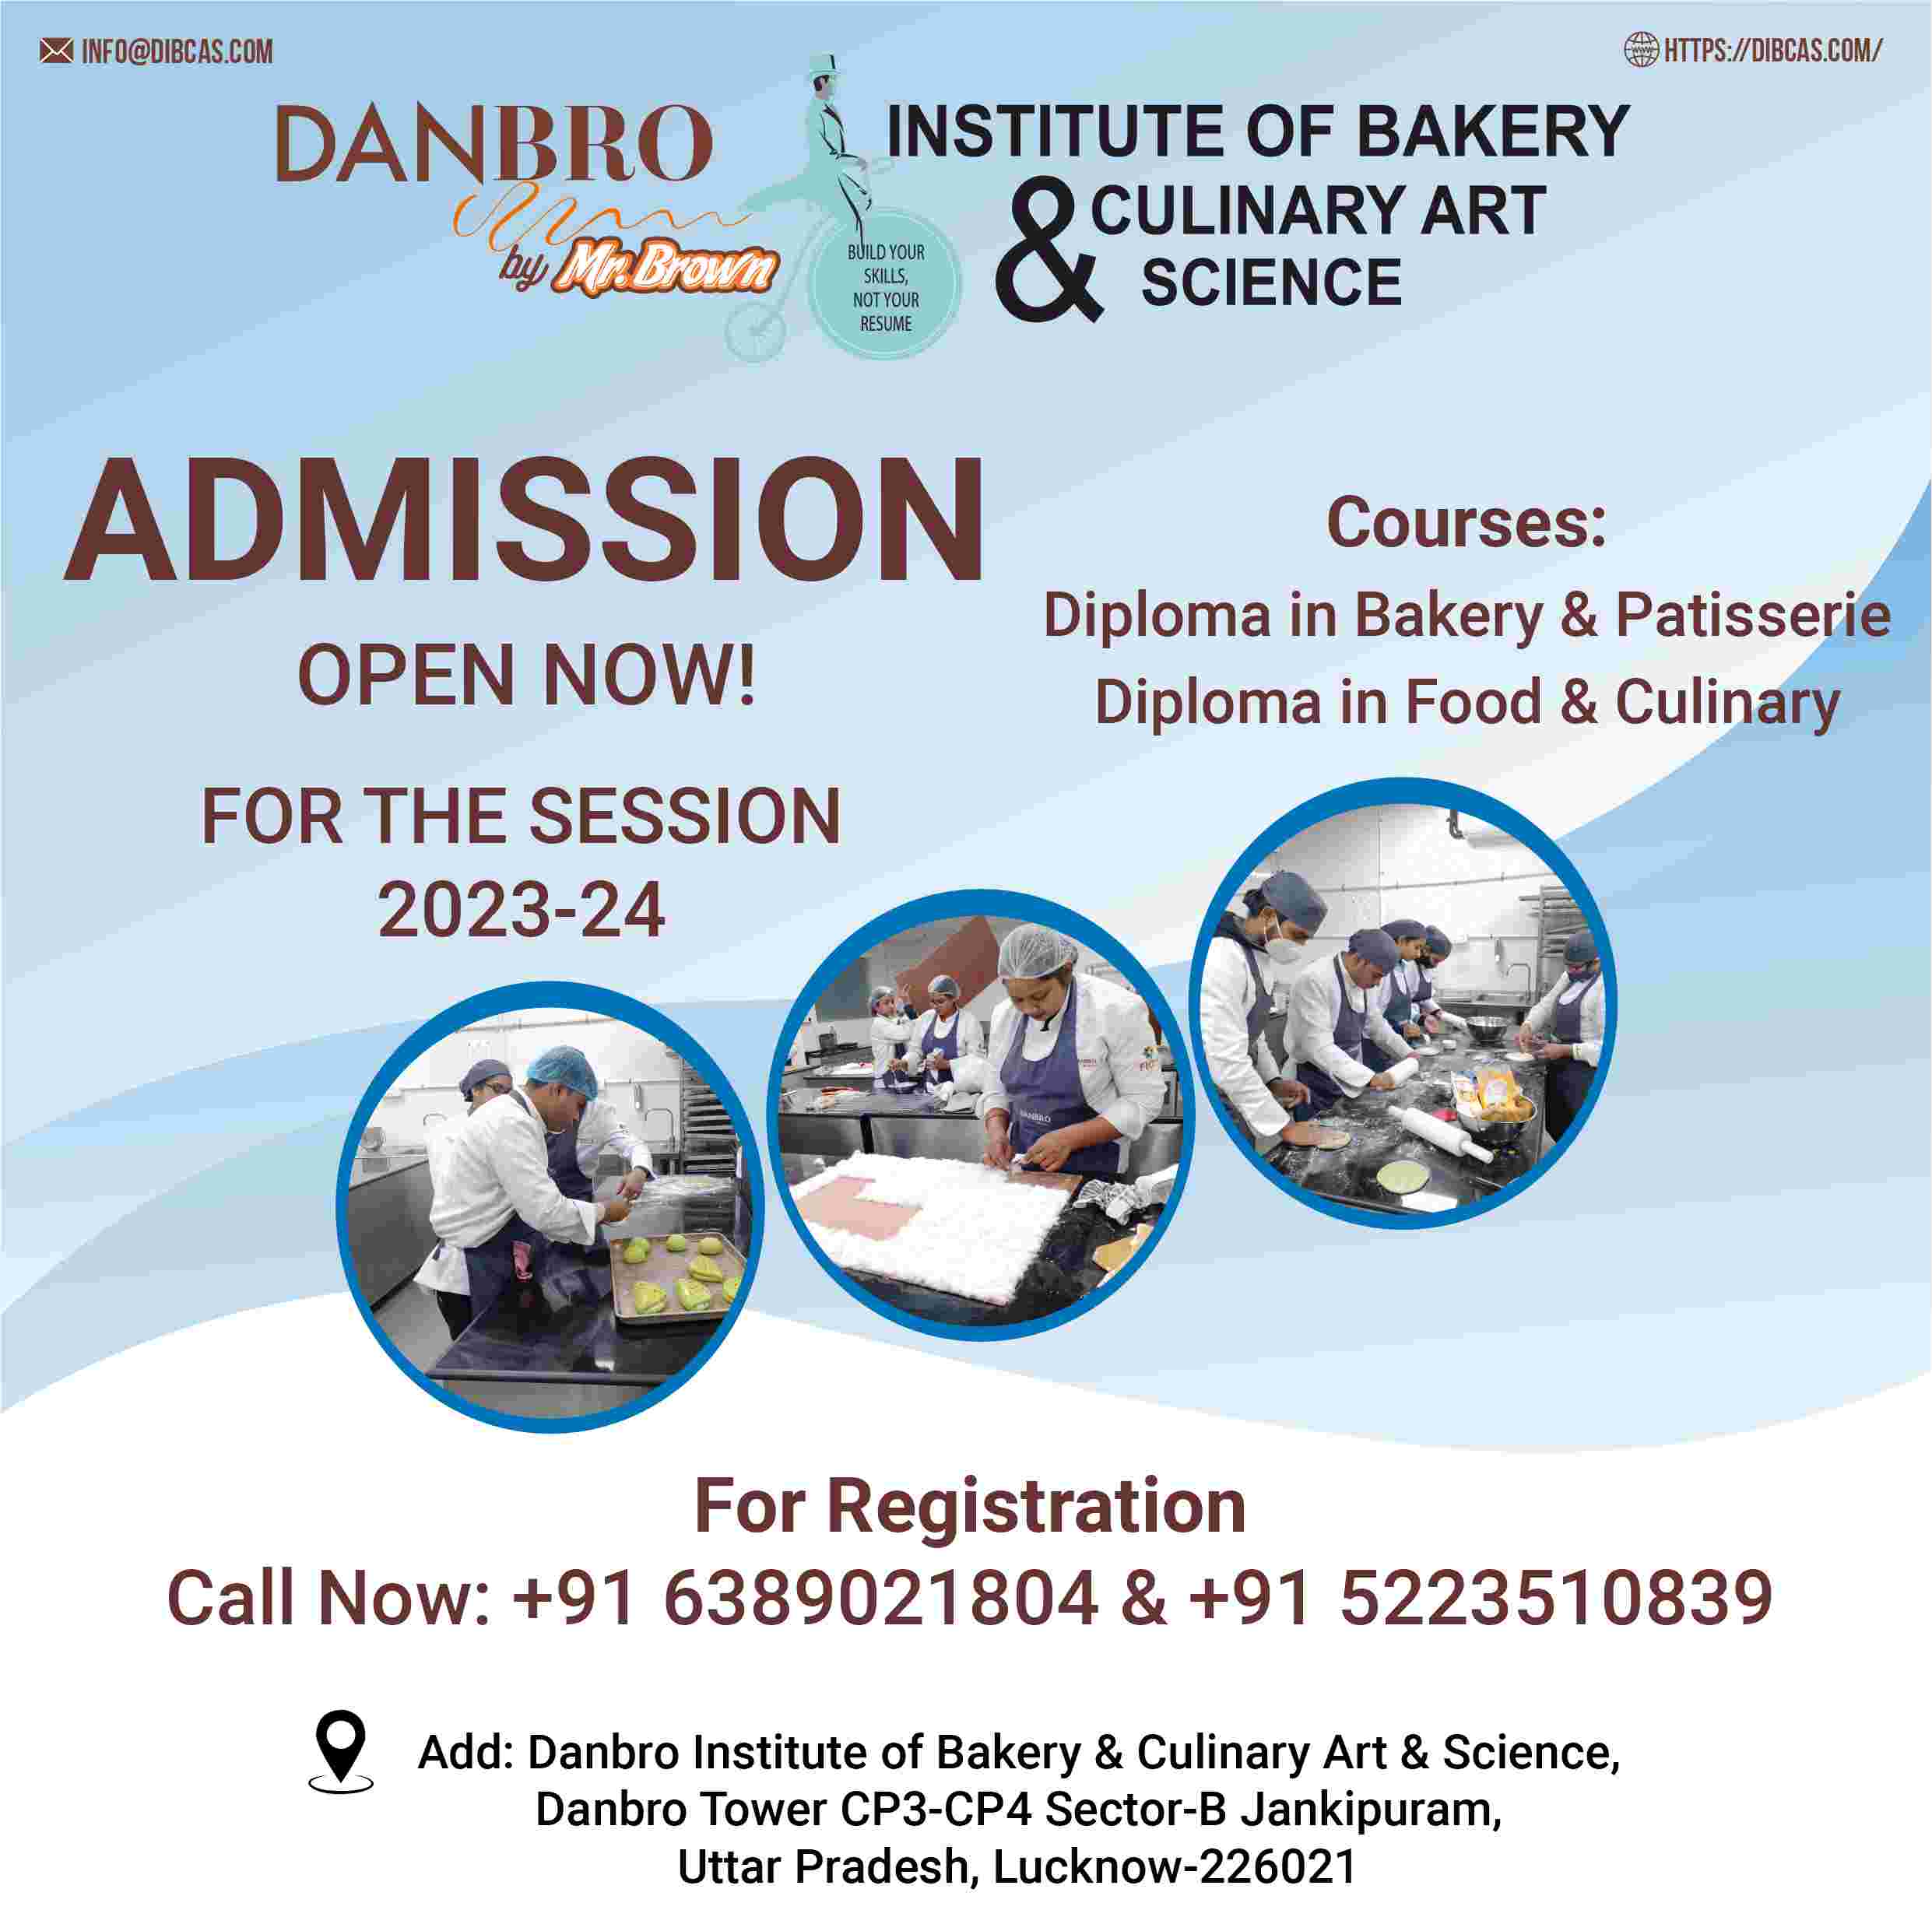 INFO@DIBCAS.COM
HTTPS://DIBCAS.COM/
DANBRO
by Mr. Brown
BUILD YOUR
SKILLS,
NOT YOUR
RESUME
INSTITUTE OF BAKERY
& CULINARY ART
SCIENCE
ADMISSION
OPEN NOW!
FOR THE SESSION
2023-24
Courses:
Diploma in Bakery & Patisserie
Diploma in Food & Culinary
DANBRO
For Registration
Call Now: +91 6389021804 & +91 5223510839
Add: Danbro Institute of Bakery & Culinary Art & Science,
Danbro Tower CP3-CP4 Sector-B Jankipuram,
Uttar Pradesh, Lucknow-226021